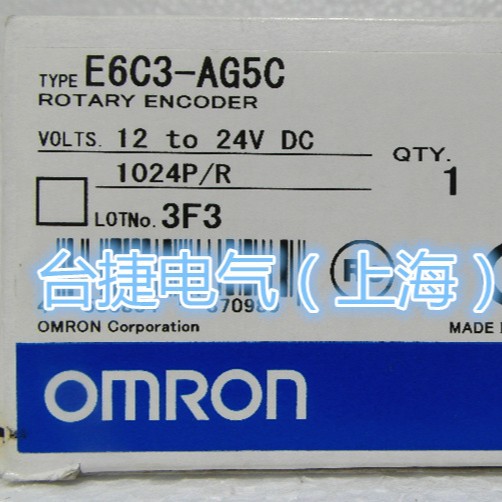 TYPE E6C3-AG5C
ROTARY ENCODER
VOLTS. 12 to 24V DC
1024P/R
QTY.
1
LOTNo. 3F3
台捷电气（上海）
OMRON Corporation
MADE
OMRON